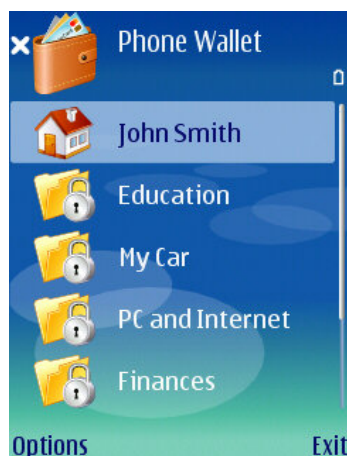 Phone Wallet
John Smith
Education
My Car
PC and Internet
Finances
Options Exit